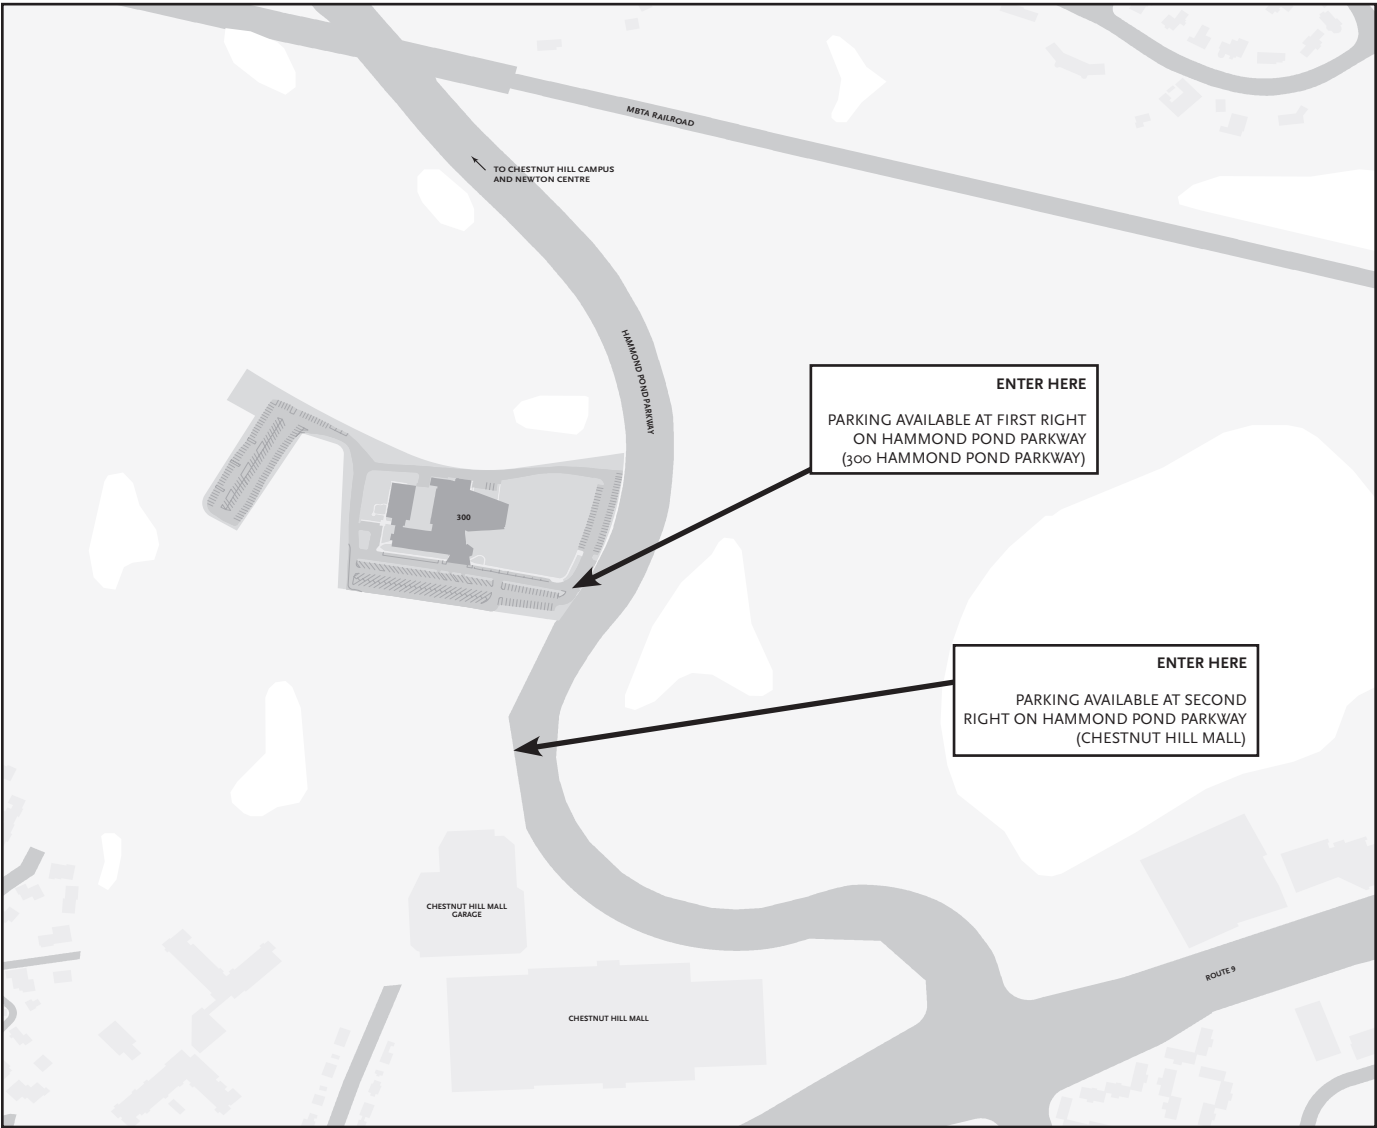 MBTA RAILROAD
TO CHESTNUT HILL CAMPUS
AND NEWTON CENTRE
HAMMOND POND PARKWAY
ENTER HERE
PARKING AVAILABLE AT FIRST RIGHT
ON HAMMOND POND PARKWAY
(300 HAMMOND POND PARKWAY)
300
ENTER HERE
PARKING AVAILABLE AT SECOND
RIGHT ON HAMMOND POND PARKWAY
(CHESTNUT HILL MALL)
CHESTNUT HILL MALL
GARAGE
ROUTE 9
CHESTNUT HILL MALL